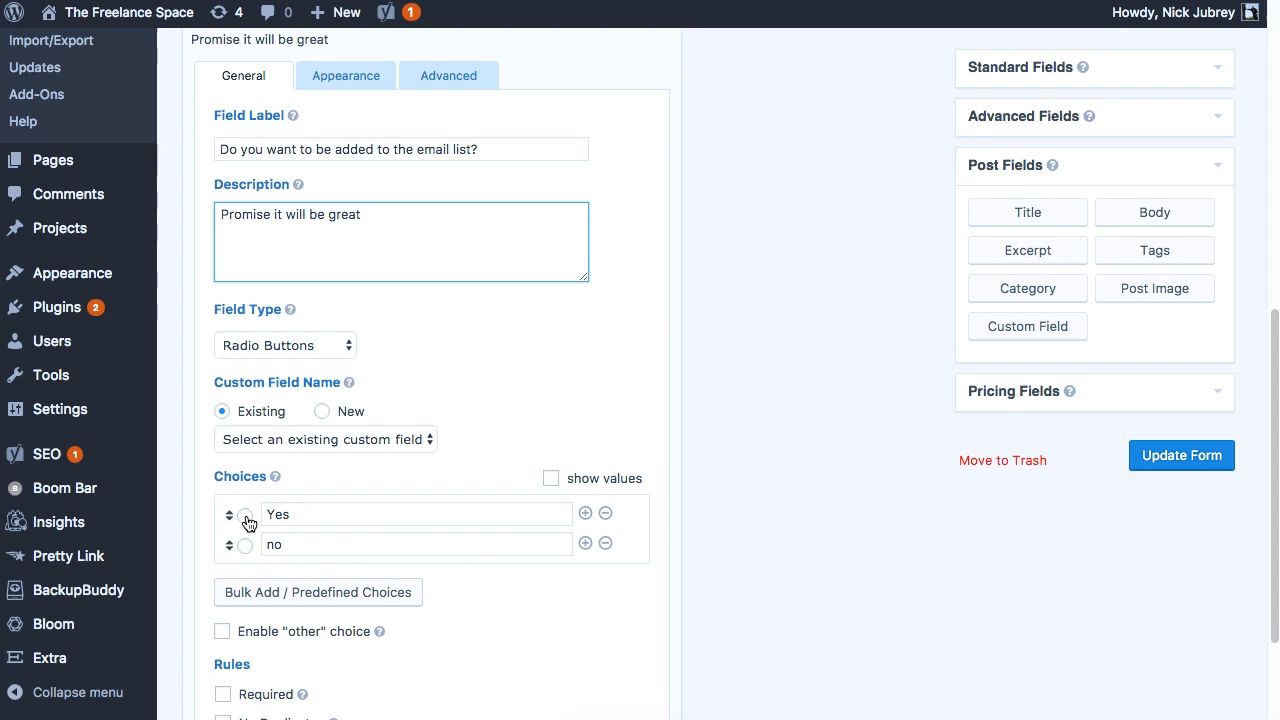 The Freelance Space 4 0 New 1 Howdy, Nick Jubrey
Import/Export
Updates
Add-Ons
Help
Pages
Comments
Projects
Appearance
Plugins 2
Users
Tools
Settings
SEO 1
Boom Bar
Insights
Pretty Link
BackupBuddy
Bloom
Extra
Collapse menu
Promise it will be great
General Appearance Advanced
Field Label ?
Do you want to be added to the email list?
Description ?
Promise it will be great
Field Type ?
Radio Buttons
Custom Field Name ?
Existing New
Select an existing custom field
Choices ? show values
Yes
no
Bulk Add / Predefined Choices
Enable "other" choice ?
Rules
Required ?
Standard Fields ?
Advanced Fields ?
Post Fields ?
Title Body
Excerpt Tags
Category Post Image
Custom Field
Pricing Fields ?
Move to Trash Update Form